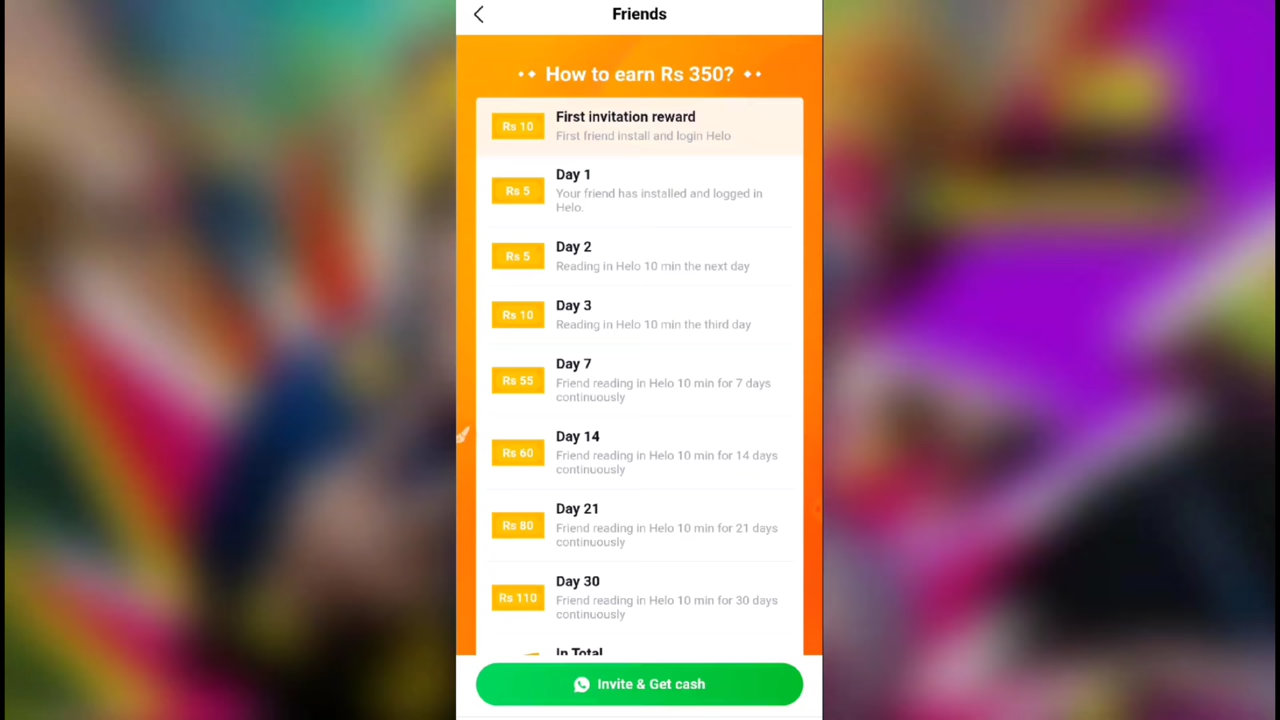 Friends
How to earn Rs 350?
Rs 10
First invitation reward
First friend install and login Helo
Rs 5
Day 1
Your friend has installed and logged in
Helo.
Rs 5
Day 2
Reading in Helo 10 min the next day
Rs 10
Day 3
Reading in Helo 10 min the third day
Rs 55
Day 7
Friend reading in Helo 10 min for 7 days
continuously
Rs 60
Day 14
Friend reading in Helo 10 min for 14 days
continuously
Rs 80
Day 21
Friend reading in Helo 10 min for 21 days
continuously
Rs 110
Day 30
Friend reading in Helo 10 min for 30 days
continuously
In Total
Invite & Get cash